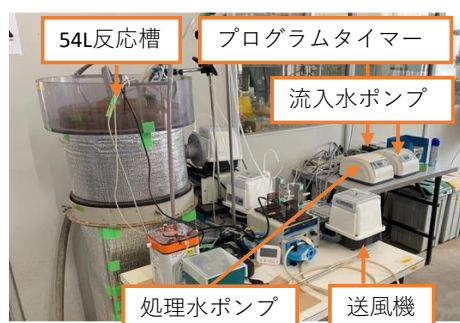 54L反応槽
プログラムタイマー
流入水ポンプ
処理水ポンプ
送風機